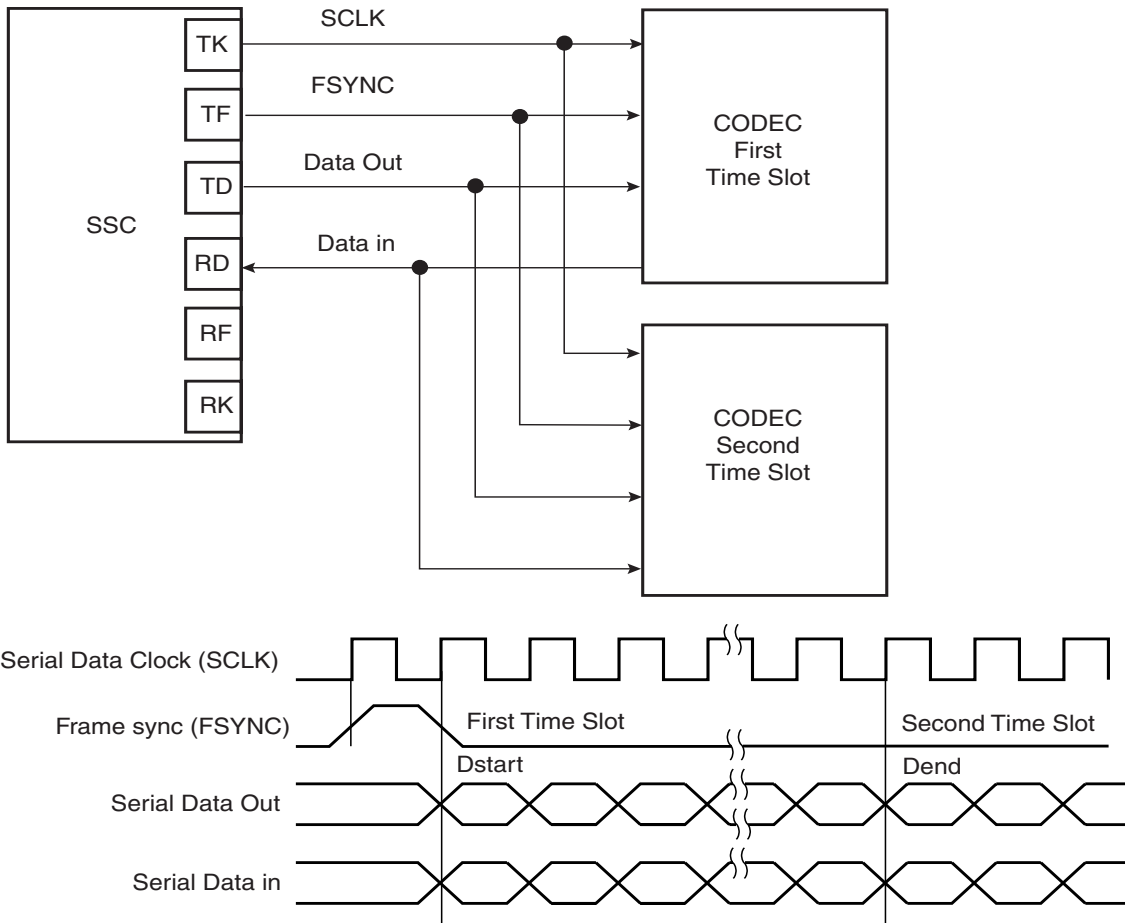 SCLK
TK
FSYNC
TF
CODEC
First
Time Slot
Data Out
TD
SSC
Data in
RD
RF
RK
CODEC
Second
Time Slot
Serial Data Clock (SCLK)
Frame sync (FSYNC)
First Time Slot
Second Time Slot
Dstart
Dend
Serial Data Out
Serial Data in